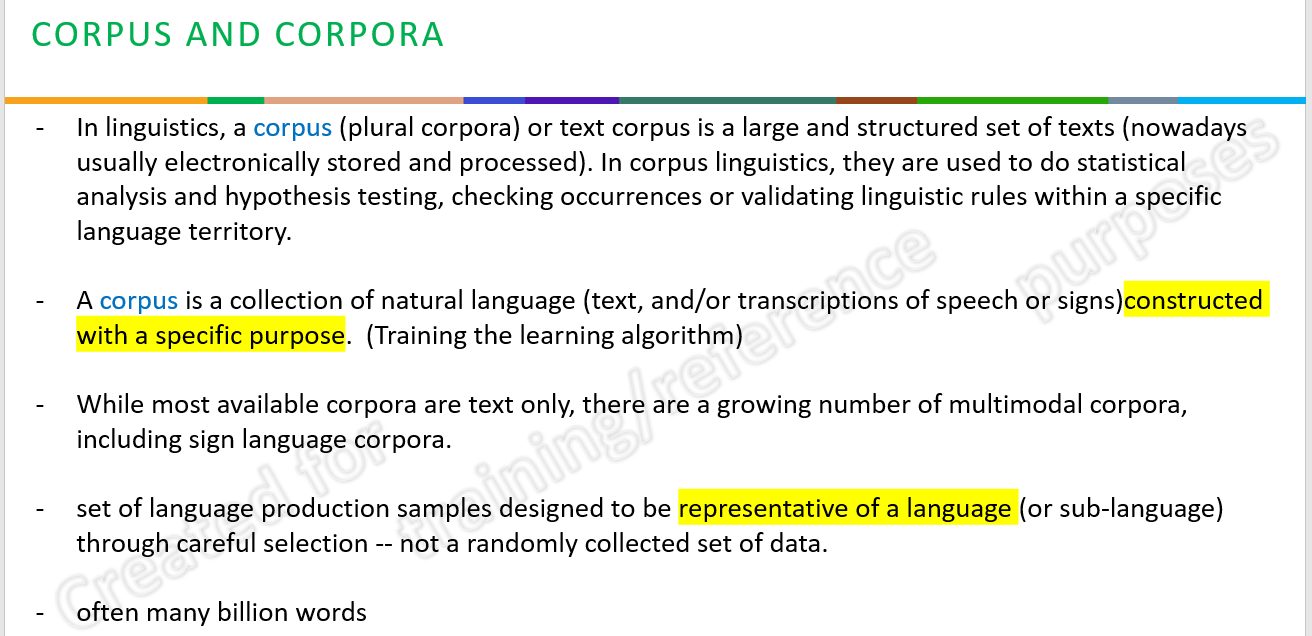 CORPUS AND CORPORA
- In linguistics, a corpus (plural corpora) or text corpus is a large and structured set of texts (nowadays
usually electronically stored and processed). In corpus linguistics, they are used to do statistical
analysis and hypothesis testing, checking occurrences or validating linguistic rules within a specific
language territory.
- A corpus is a collection of natural language (text, and/or transcriptions of speech or signs)constructed
with a specific purpose. (Training the learning algorithm)
- While most available corpora are text only, there are a growing number of multimodal corpora,
including sign language corpora.
- set of language production samples designed to be representative of a language (or sub-language)
through careful selection -- not a randomly collected set of data.
- often many billion words
Created for training/reference purposes